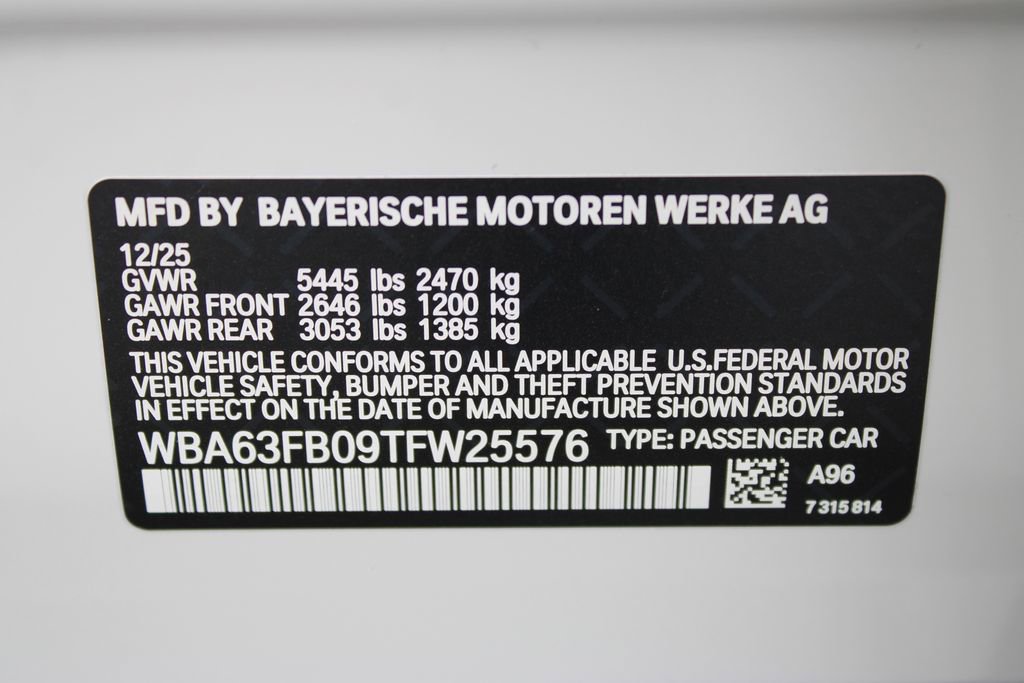 MFD BY BAYERISCHE MOTOREN WERKE AG
12/25
GVWR 5445 lbs 2470 kg
GAWR FRONT 2646 lbs 1200 kg
GAWR REAR 3053 lbs 1385 kg
THIS VEHICLE CONFORMS TO ALL APPLICABLE U.S.FEDERAL MOTOR
VEHICLE SAFETY, BUMPER AND THEFT PREVENTION STANDARDS
IN EFFECT ON THE DATE OF MANUFACTURE SHOWN ABOVE.
WBA63FB09TFW25576 TYPE: PASSENGER CAR
A96
7 315 814